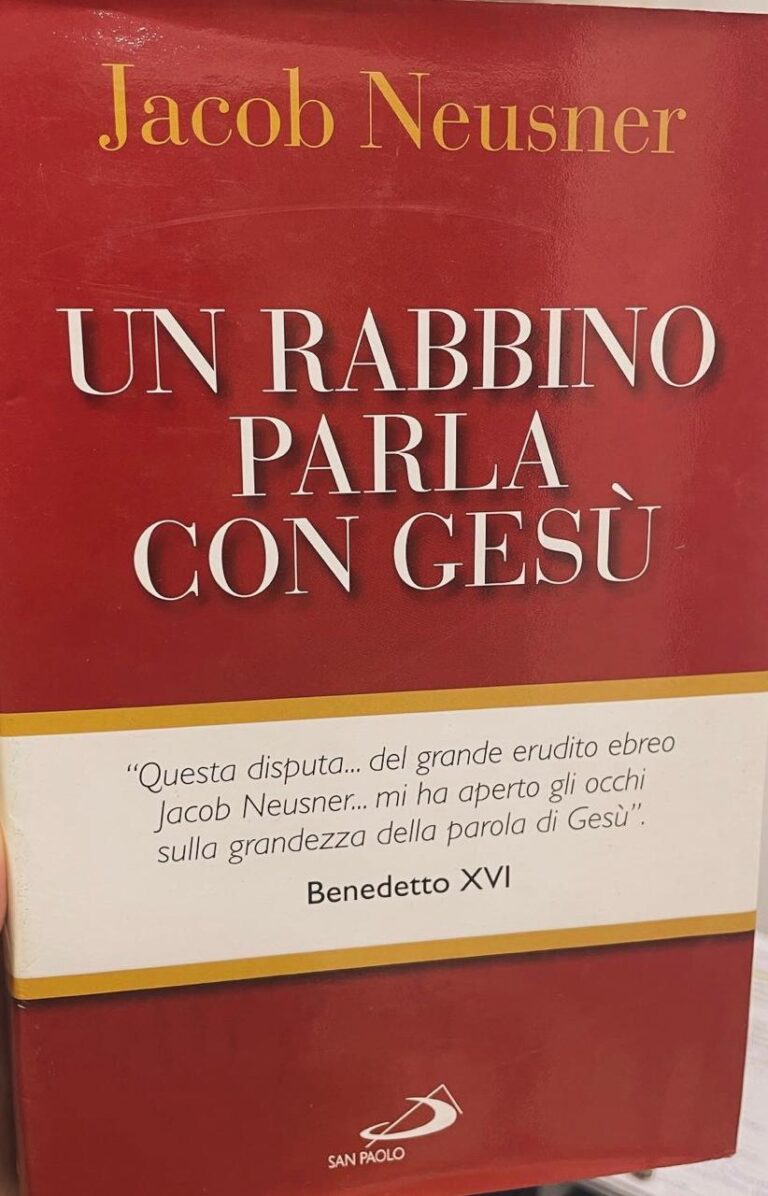 Jacob Neusner
UN RABBINO
PARLA
CON GESÙ
“Questa disputa... del grande erudito ebreo
Jacob Neusner... mi ha aperto gli occhi
sulla grandezza della parola di Gesù”.
Benedetto XVI
SAN PAOLO